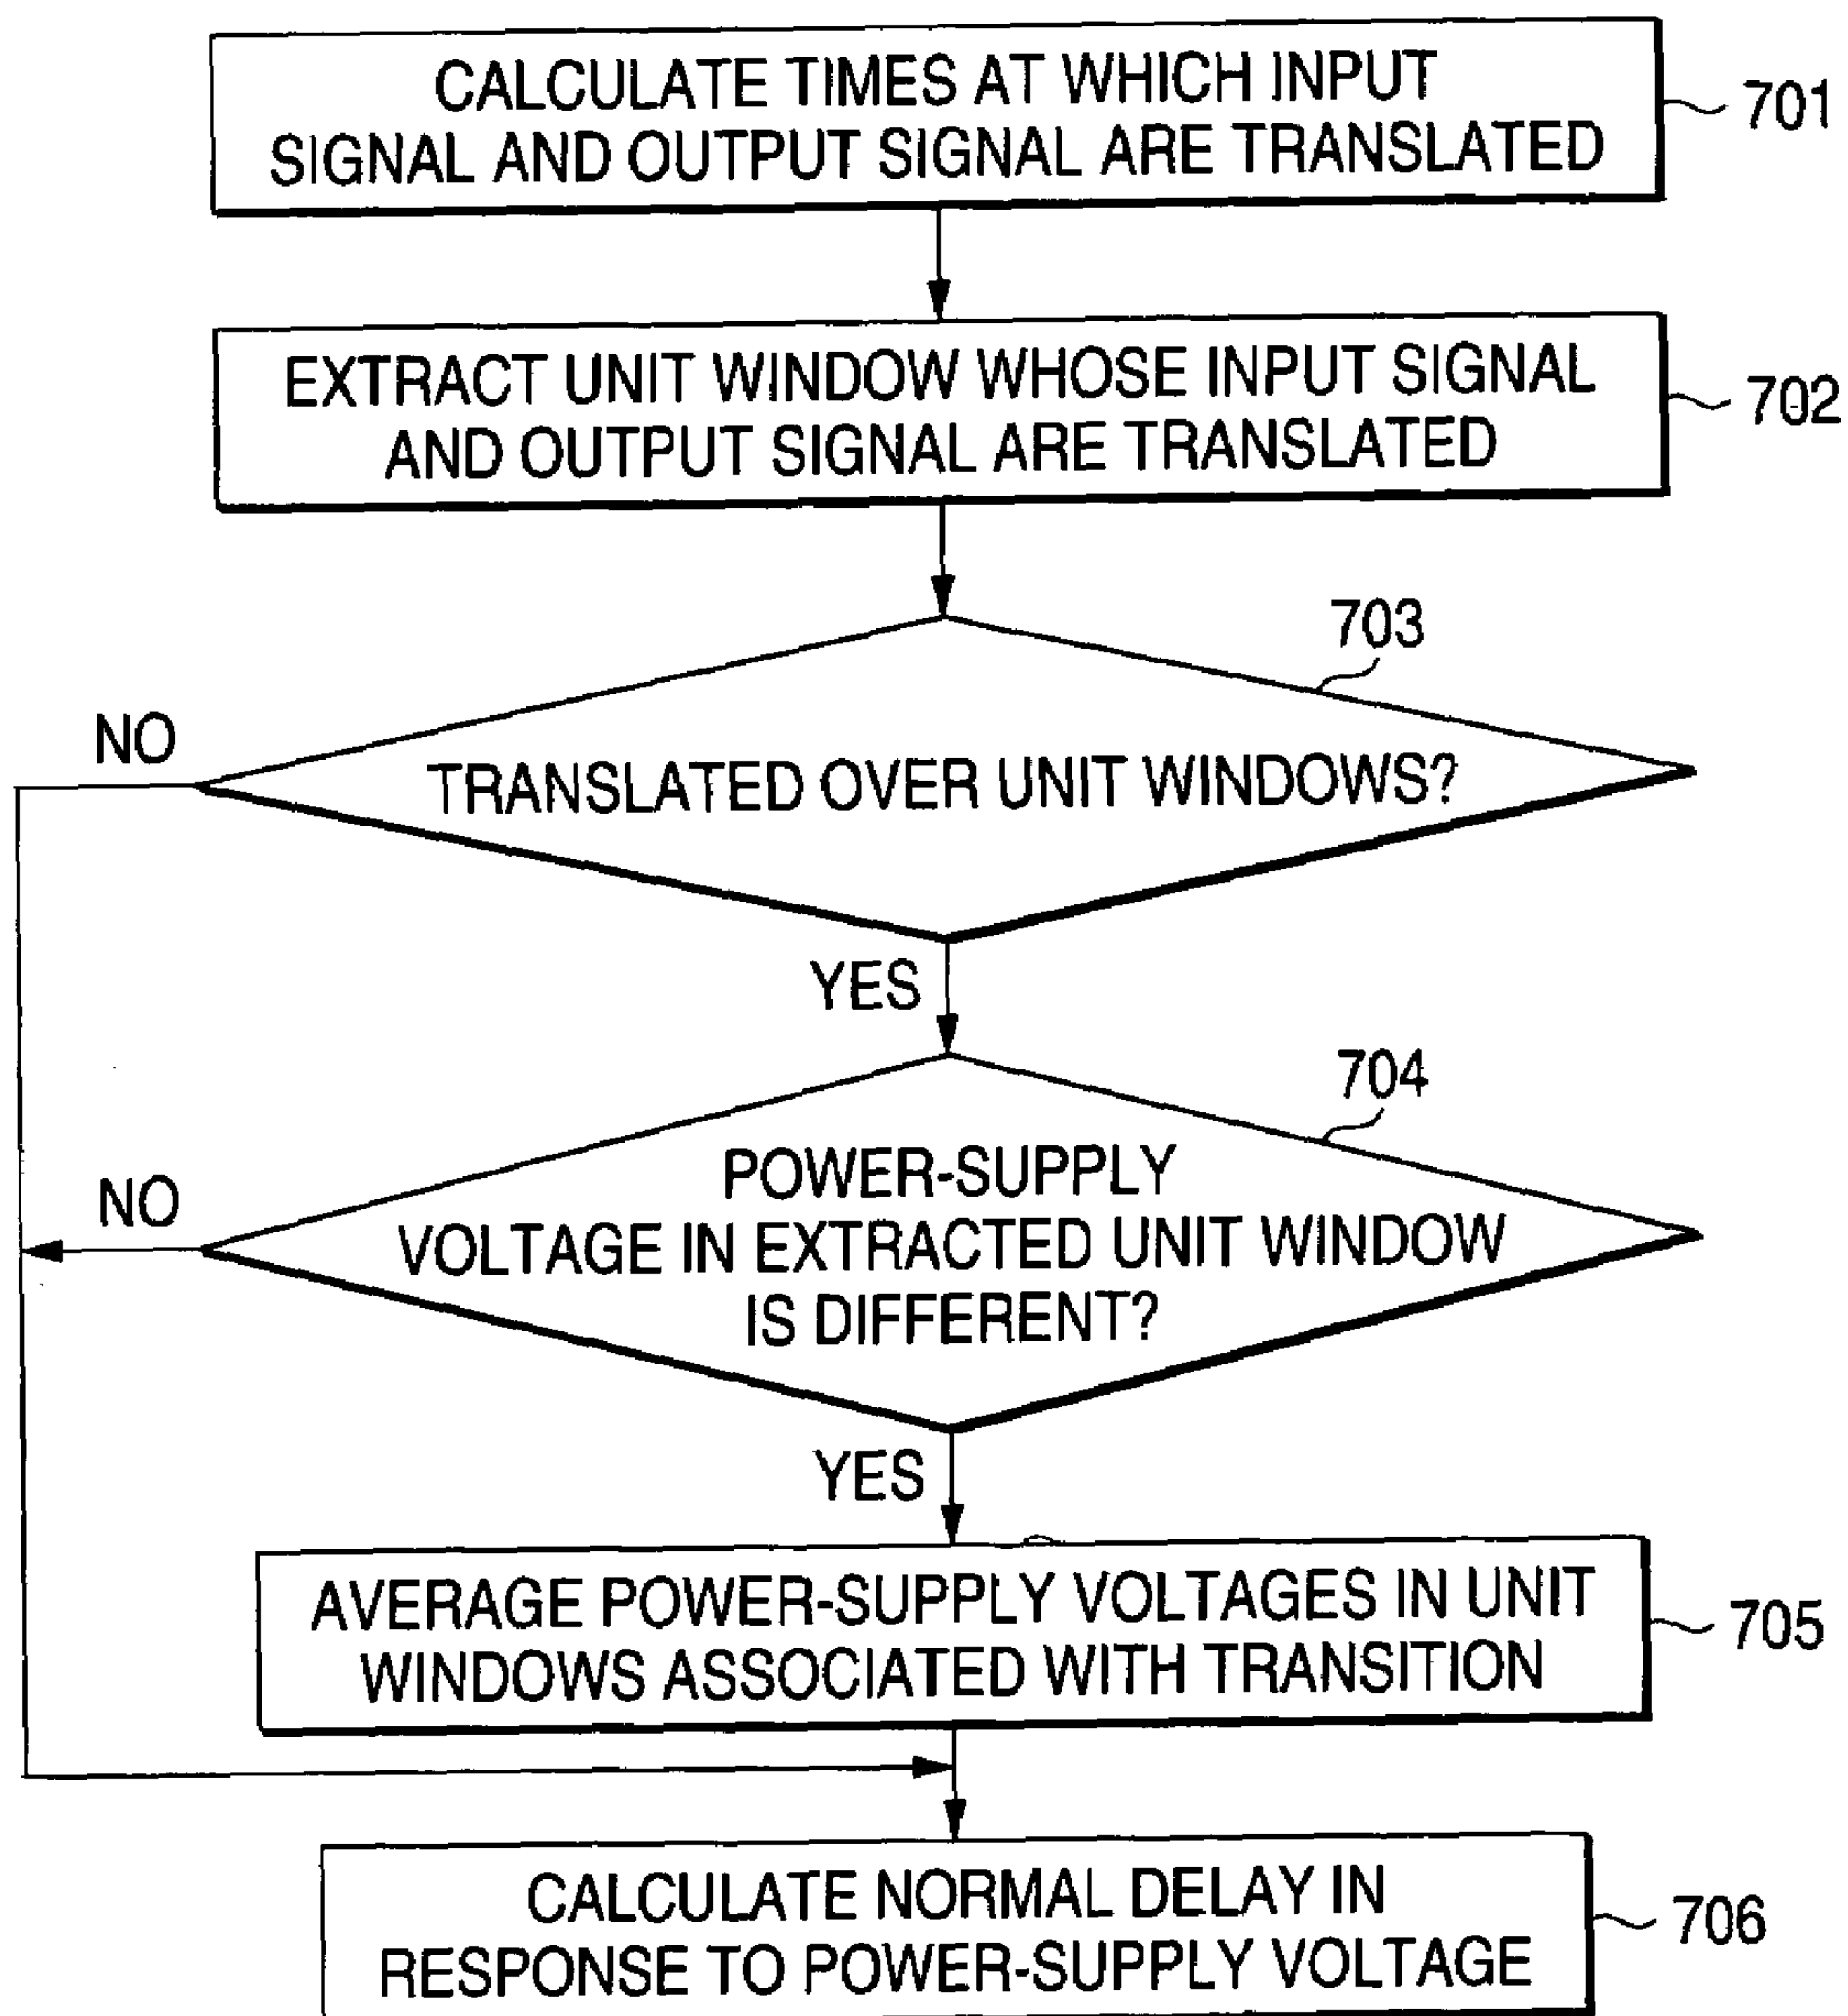 CALCULATE TIMES AT WHICH INPUT
SIGNAL AND OUTPUT SIGNAL ARE TRANSLATED
701
EXTRACT UNIT WINDOW WHOSE INPUT SIGNAL
AND OUTPUT SIGNAL ARE TRANSLATED
702
703
NO
TRANSLATED OVER UNIT WINDOWS?
YES
704
NO
POWER-SUPPLY
VOLTAGE IN EXTRACTED UNIT WINDOW
IS DIFFERENT?
YES
AVERAGE POWER-SUPPLY VOLTAGES IN UNIT
WINDOWS ASSOCIATED WITH TRANSITION
705
CALCULATE NORMAL DELAY IN
RESPONSE TO POWER-SUPPLY VOLTAGE
706